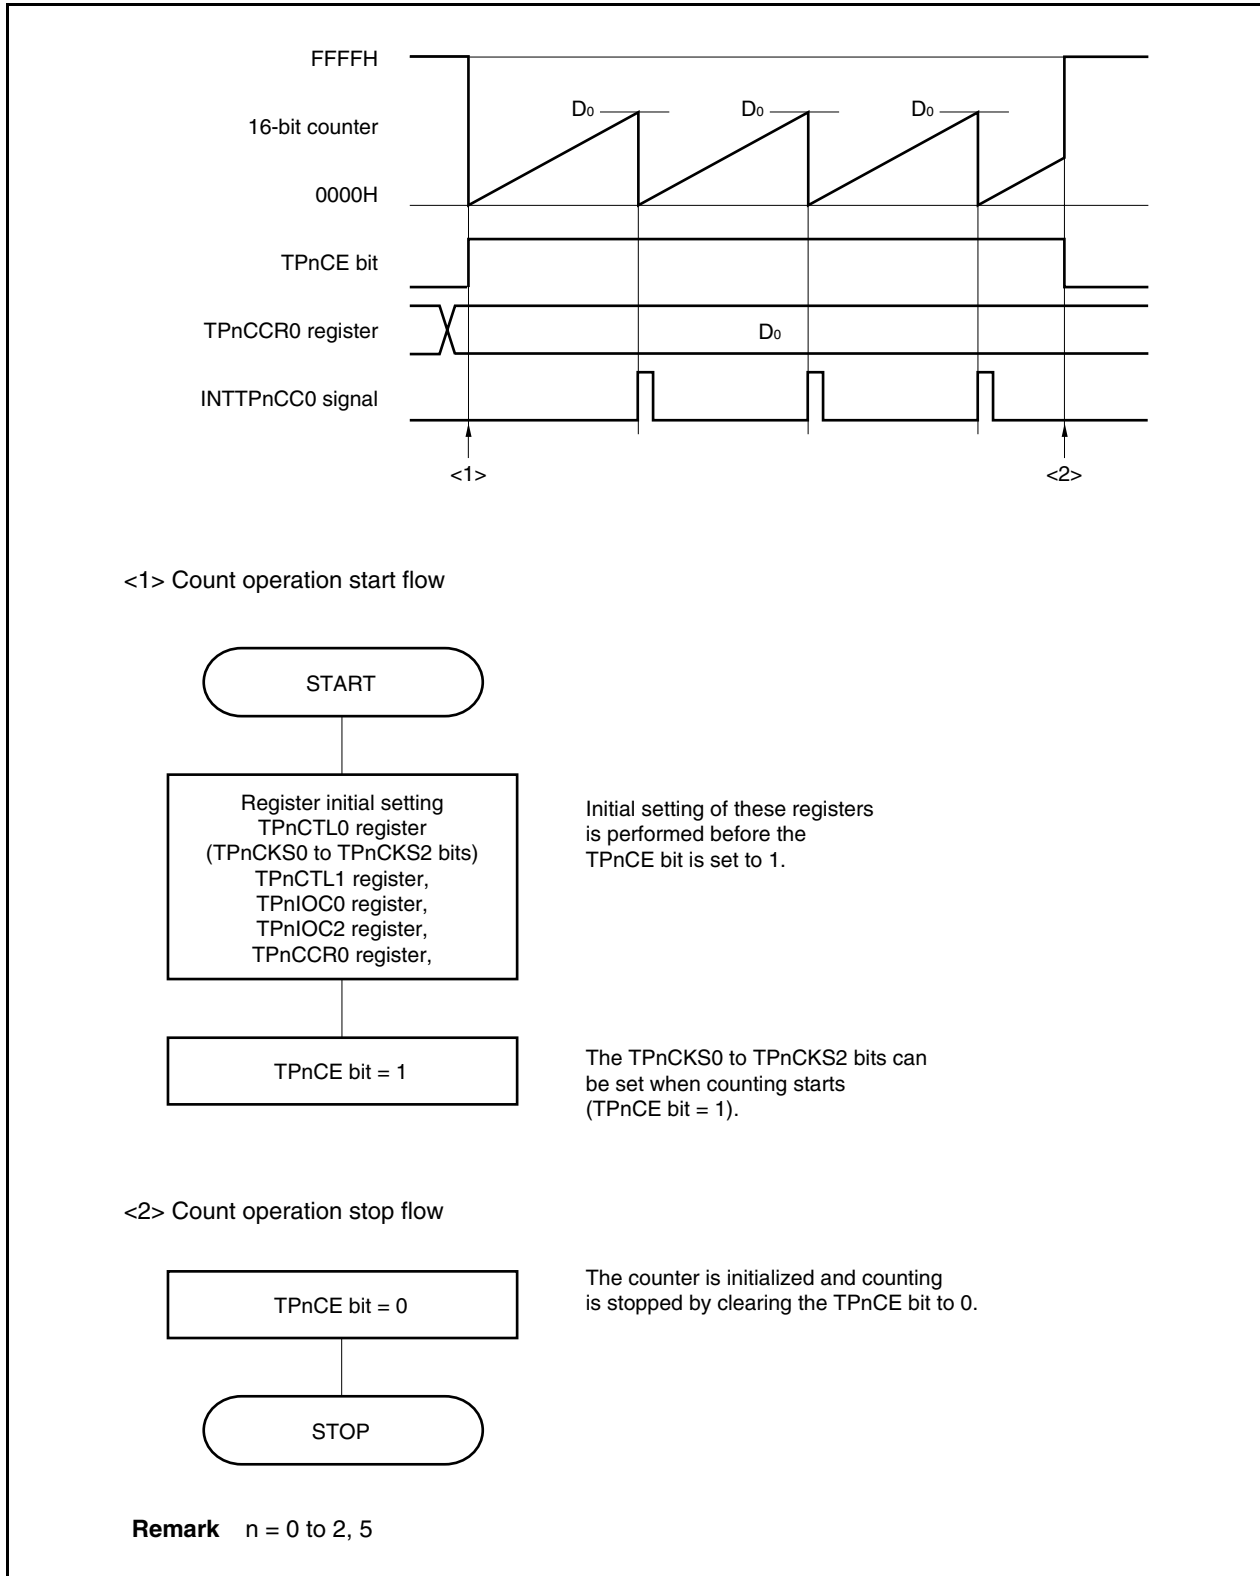 FFFFH
D0 D0 D0
16-bit counter
0000H
TPnCE bit
TPnCCR0 register D0
INTTPnCC0 signal
<1> <2>
<1> Count operation start flow
START
Register initial setting
TPnCTL0 register
(TPnCKS0 to TPnCKS2 bits)
TPnCTL1 register,
TPnIOC0 register,
TPnIOC2 register,
TPnCCR0 register,
Initial setting of these registers
is performed before the
TPnCE bit is set to 1.
TPnCE bit = 1
The TPnCKS0 to TPnCKS2 bits can
be set when counting starts
(TPnCE bit = 1).
<2> Count operation stop flow
TPnCE bit = 0
The counter is initialized and counting
is stopped by clearing the TPnCE bit to 0.
STOP
Remark n = 0 to 2, 5